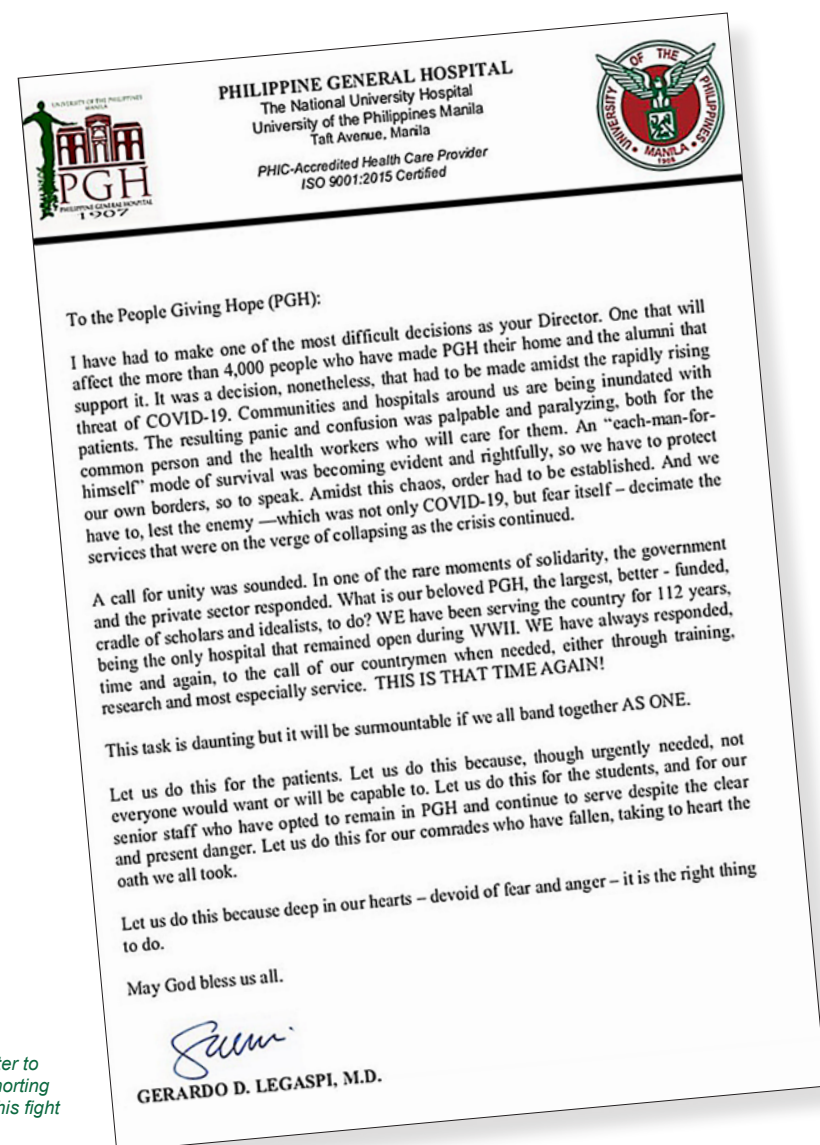 UNIVERSITY OF THE PHILIPPINES
MANILA
PGH
PHILIPPINE GENERAL HOSPITAL
1907
PHILIPPINE GENERAL HOSPITAL
The National University Hospital
University of the Philippines Manila
Taft Avenue, Manila
PHIC-Accredited Health Care Provider
ISO 9001:2015 Certified
UNIVERSITY OF THE PHILIPPINES
MANILA
1908
To the People Giving Hope (PGH):
I have had to make one of the most difficult decisions as your Director. One that will
affect the more than 4,000 people who have made PGH their home and the alumni that
support it. It was a decision, nonetheless, that had to be made amidst the rapidly rising
threat of COVID-19. Communities and hospitals around us are being inundated with
patients. The resulting panic and confusion was palpable and paralyzing, both for the
common person and the health workers who will care for them. An “each-man-for-
himself” mode of survival was becoming evident and rightfully, so we have to protect
our own borders, so to speak. Amidst this chaos, order had to be established. And we
have to, lest the enemy —which was not only COVID-19, but fear itself – decimate the
services that were on the verge of collapsing as the crisis continued.
A call for unity was sounded. In one of the rare moments of solidarity, the government
and the private sector responded. What is our beloved PGH, the largest, better - funded,
cradle of scholars and idealists, to do? WE have been serving the country for 112 years,
being the only hospital that remained open during WWII. WE have always responded,
time and again, to the call of our countrymen when needed, either through training,
research and most especially service. THIS IS THAT TIME AGAIN!
This task is daunting but it will be surmountable if we all band together AS ONE.
Let us do this for the patients. Let us do this because, though urgently needed, not
everyone would want or will be capable to. Let us do this for the students, and for our
senior staff who have opted to remain in PGH and continue to serve despite the clear
and present danger. Let us do this for our comrades who have fallen, taking to heart the
oath we all took.
Let us do this because deep in our hearts – devoid of fear and anger – it is the right thing
to do.
May God bless us all.
GERARDO D. LEGASPI, M.D.
ter to
orting
his fight